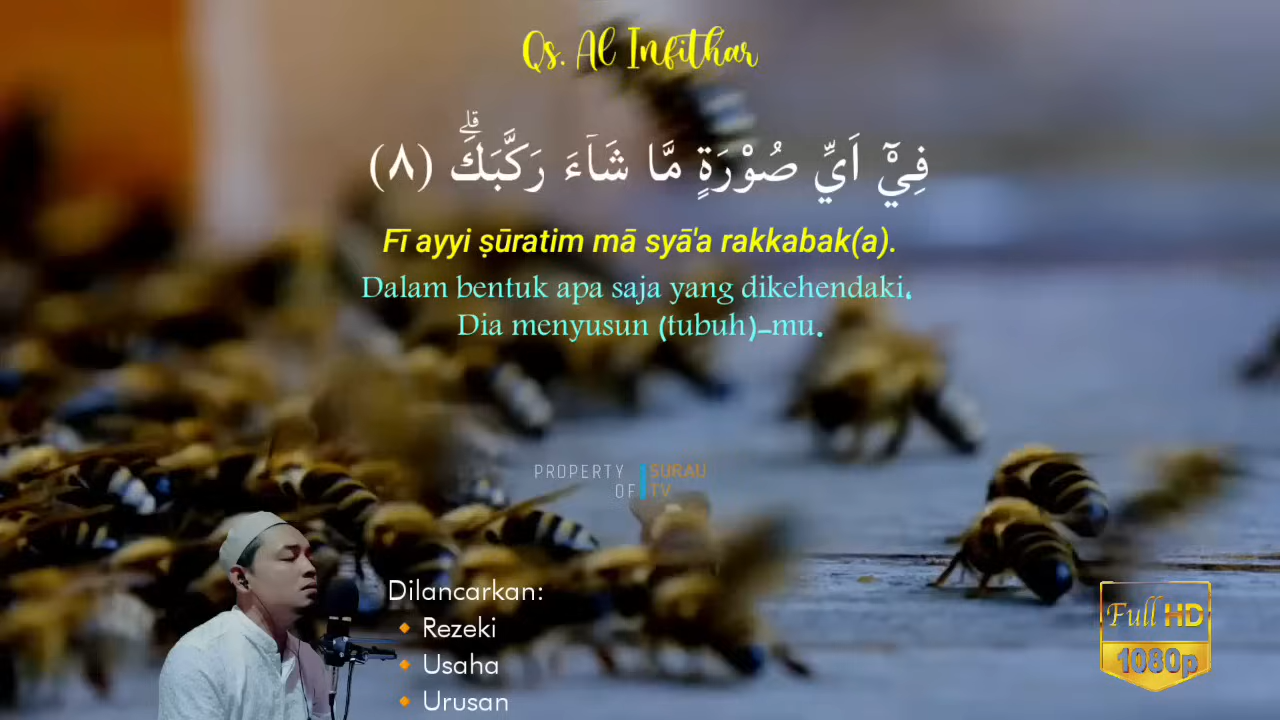 Qs. Al Infithar
فِيْٓ اَيِّ صُوْرَةٍ مَّا شَاۤءَ رَكَّبَكَۗ (٨)
Fī ayyi ṣūratim mā syā'a rakkabak(a).
Dalam bentuk apa saja yang dikehendaki,
Dia menyusun (tubuh)-mu.
PROPERTY OF
SURAU TV
Dilancarkan:
🔸 Rezeki
🔸 Usaha
🔸 Urusan
Full HD
1080p